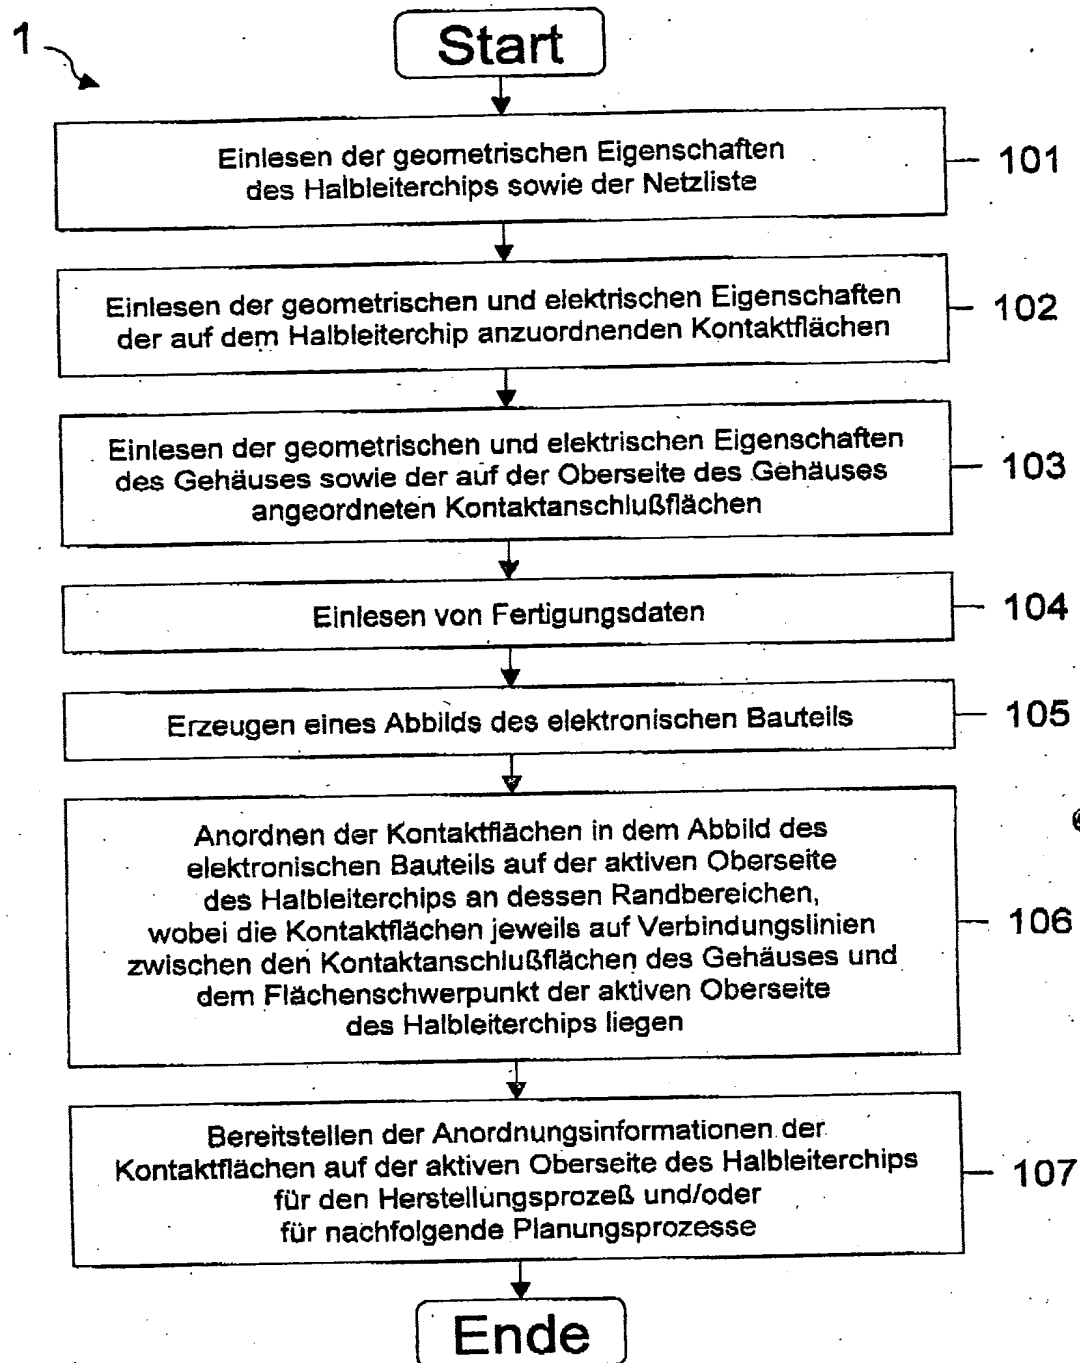 1
Start
Einlesen der geometrischen Eigenschaften
des Halbleiterchips sowie der Netzliste
101
Einlesen der geometrischen und elektrischen Eigenschaften
der auf dem Halbleiterchip anzuordnenden Kontaktflächen
102
Einlesen der geometrischen und elektrischen Eigenschaften
des Gehäuses sowie der auf der Oberseite des Gehäuses
angeordneten Kontaktanschlußflächen
103
Einlesen von Fertigungsdaten
104
Erzeugen eines Abbilds des elektronischen Bauteils
105
Anordnen der Kontaktflächen in dem Abbild des
elektronischen Bauteils auf der aktiven Oberseite
des Halbleiterchips an dessen Randbereichen,
wobei die Kontaktflächen jeweils auf Verbindungslinien
zwischen den Kontaktanschlußflächen des Gehäuses und
dem Flächenschwerpunkt der aktiven Oberseite
des Halbleiterchips liegen
106
Bereitstellen der Anordnungsinformationen der
Kontaktflächen auf der aktiven Oberseite des Halbleiterchips
für den Herstellungsprozeß und/oder
für nachfolgende Planungsprozesse
107
Ende